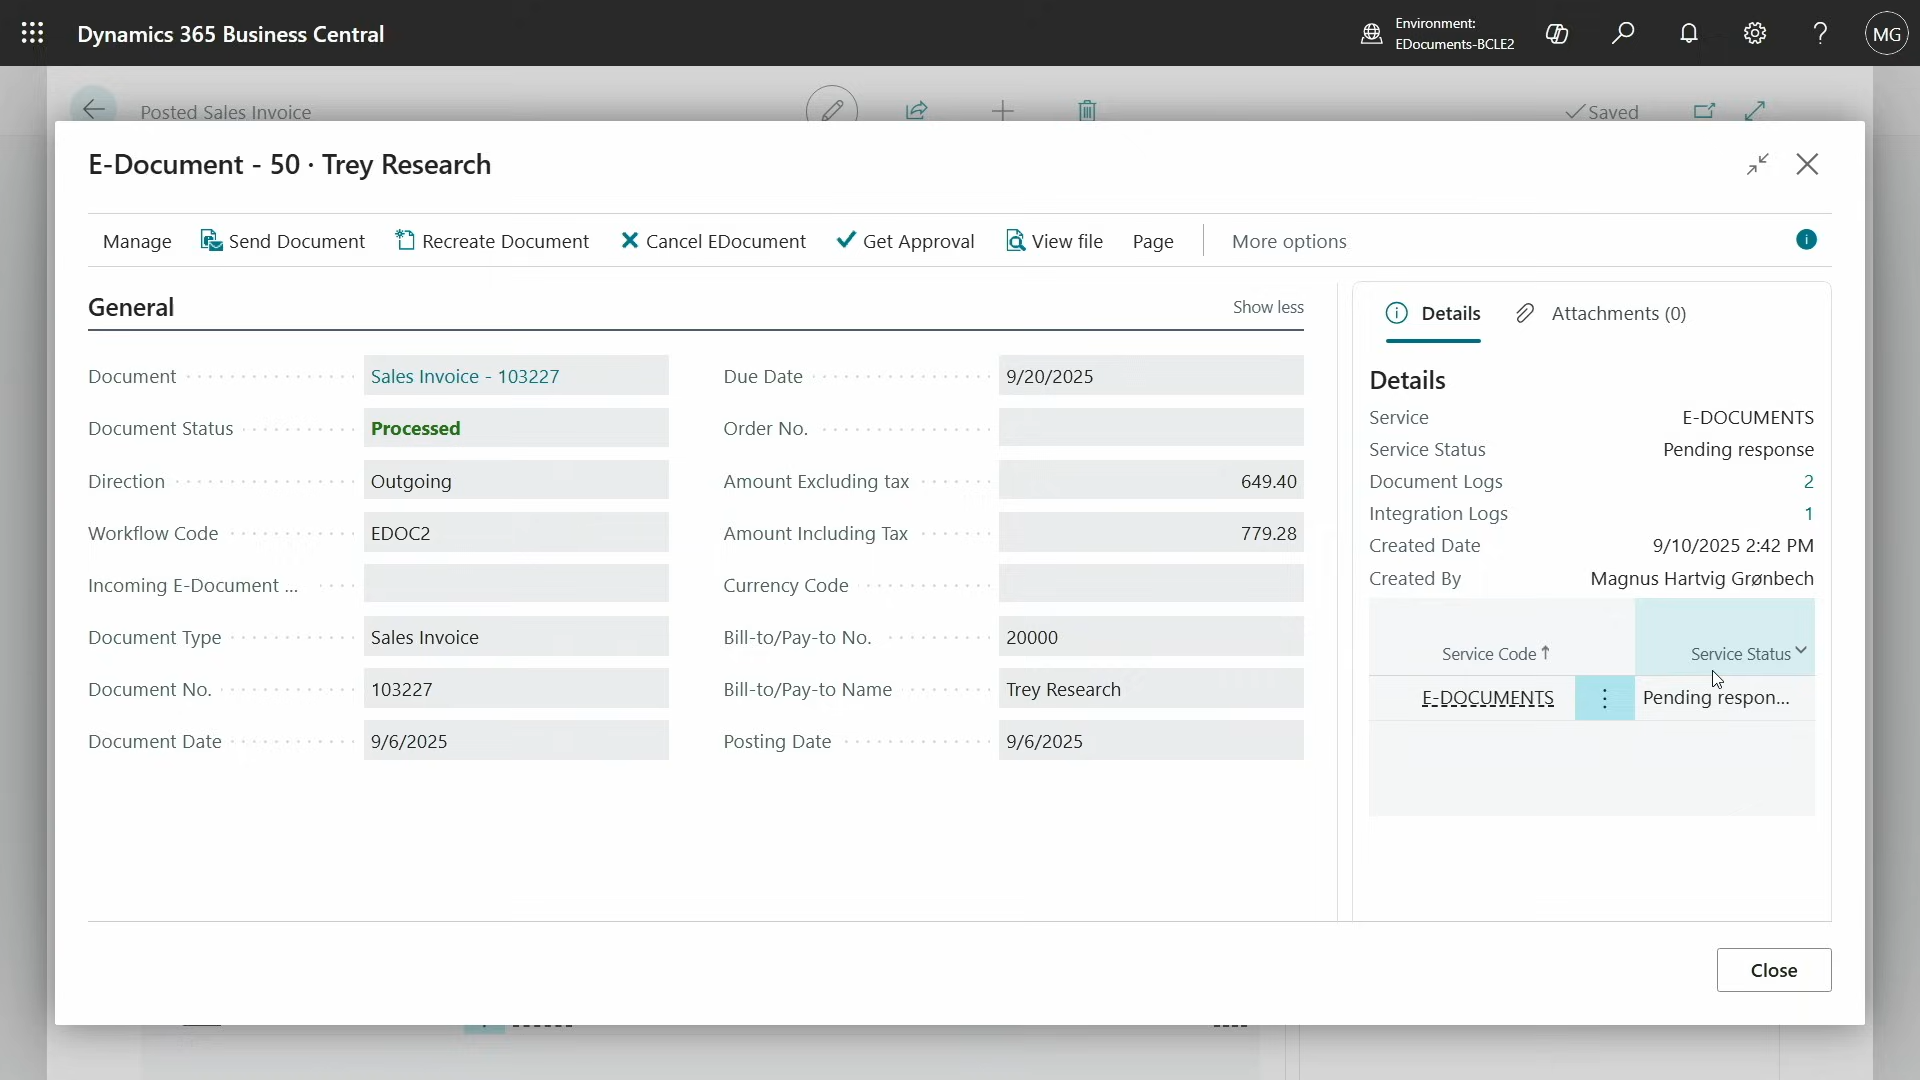 Dynamics 365 Business Central
Environment:
EDocuments-BCLE2
MG
Posted Sales Invoice
Saved
E-Document - 50 · Trey Research
Manage
Send Document
Recreate Document
Cancel EDocument
Get Approval
View file
Page
More options
General
Show less
Document
Sales Invoice - 103227
Document Status
Processed
Direction
Outgoing
Workflow Code
EDOC2
Incoming E-Document ...
Document Type
Sales Invoice
Document No.
103227
Document Date
9/6/2025
Due Date
9/20/2025
Order No.
Amount Excluding tax
649.40
Amount Including Tax
779.28
Currency Code
Bill-to/Pay-to No.
20000
Bill-to/Pay-to Name
Trey Research
Posting Date
9/6/2025
Details
Attachments (0)
Details
Service
E-DOCUMENTS
Service Status
Pending response
Document Logs
2
Integration Logs
1
Created Date
9/10/2025 2:42 PM
Created By
Magnus Hartvig Grønbech
Service Code ↑
Service Status
E-DOCUMENTS
Pending respon...
Close